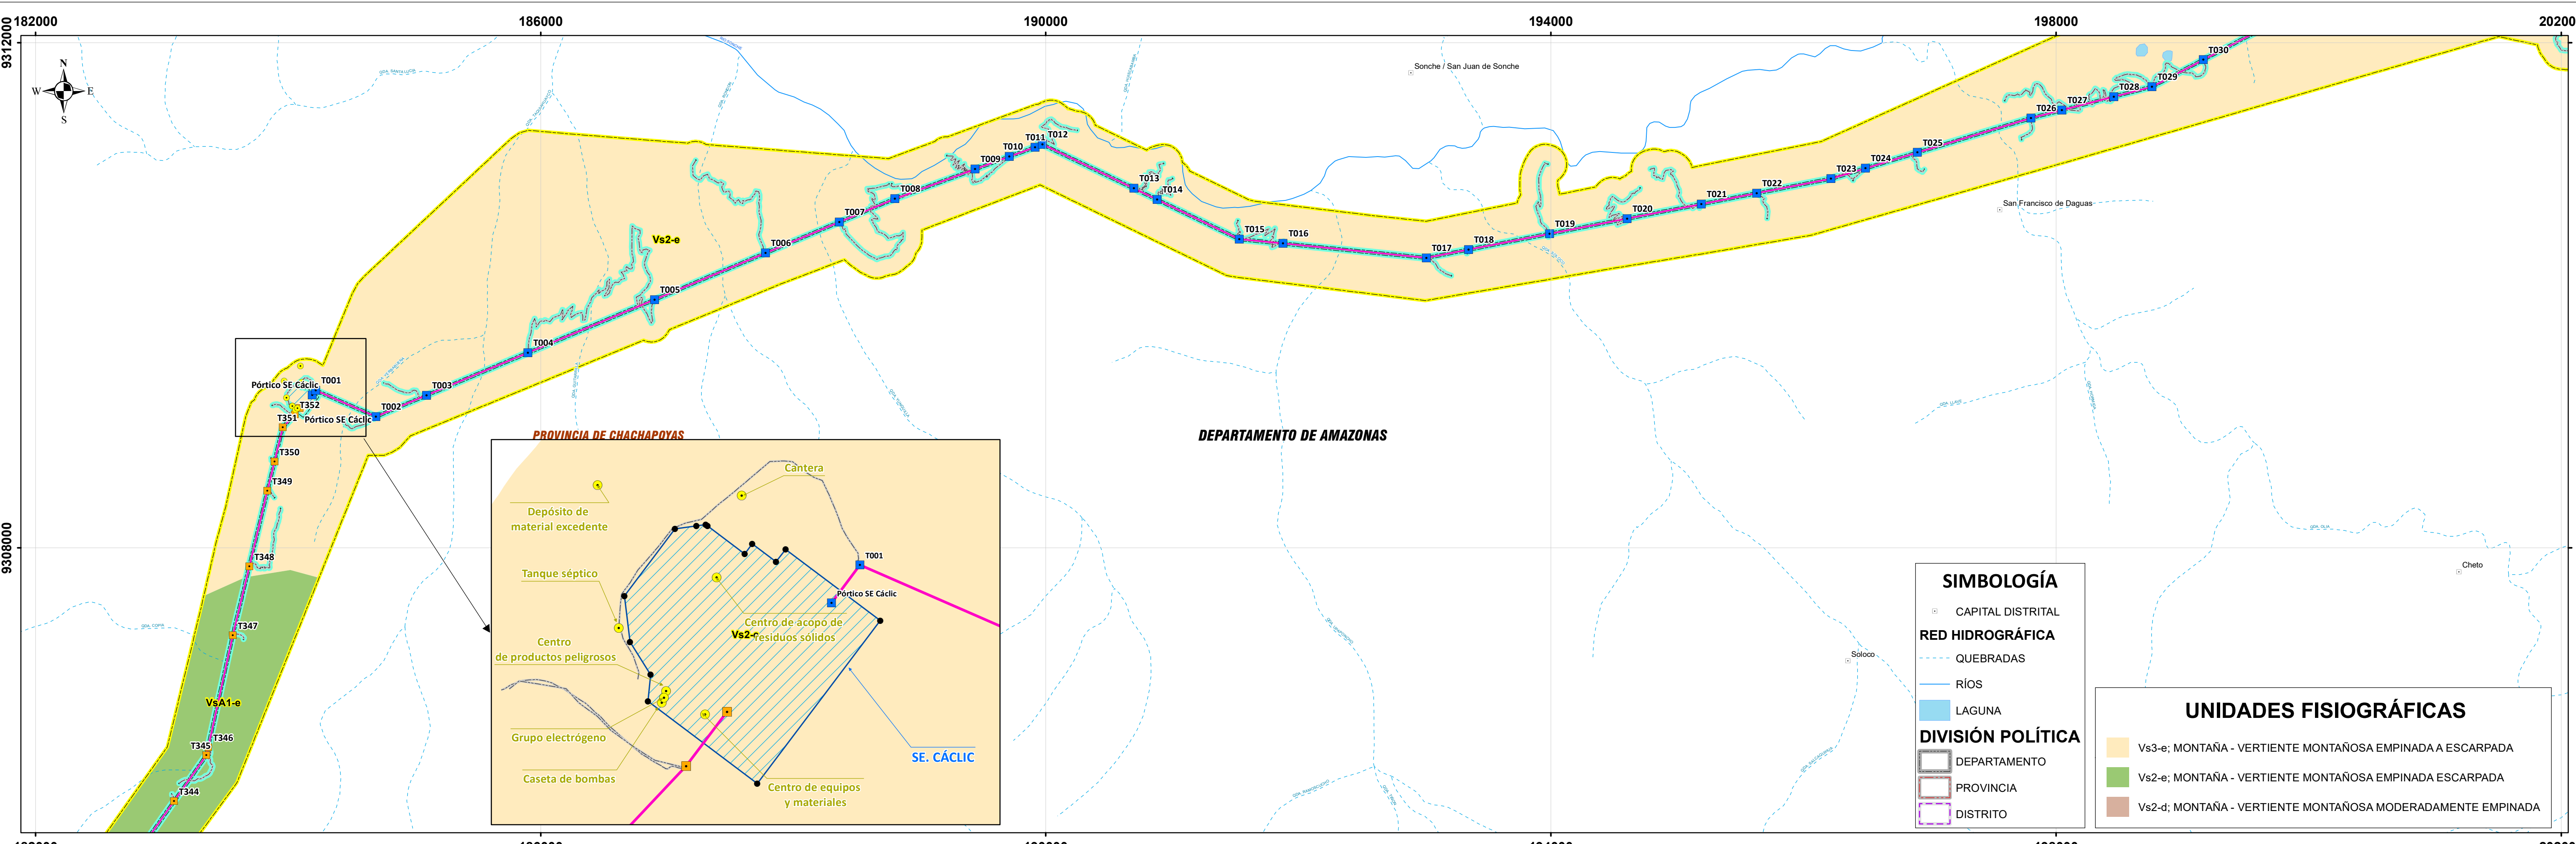 182000
186000
190000
194000
198000
20200
9312000
N
W E
S
Sonche / San Juan de Sonche
T030
T029
T028
T027
T026
T025
T024
T023
T022
T021
T020
T019
T018
T017
T016
T015
T014
T013
T012
T011
T010
T009
T008
T007
T006
T005
T004
T003
T002
T001
San Francisco de Daguas
Vs2-e
Pórtico SE Cáclic
T352
Pórtico SE Cáclic
T351
T350
T349
T348
T347
VsA1-e
T346
T345
T344
9308000
PROVINCIA DE CHACHAPOYAS
DEPARTAMENTO DE AMAZONAS
Cantera
Depósito de
material excedente
T001
Tanque séptico
Pórtico SE Cáclic
Centro de acopo de
residuos sólidos
Centro
de productos peligrosos
Grupo electrógeno
Caseta de bombas
SE. CÁCLIC
Centro de equipos
y materiales
Cheto
Soloco
SIMBOLOGÍA
CAPITAL DISTRITAL
RED HIDROGRÁFICA
QUEBRADAS
RÍOS
LAGUNA
DIVISIÓN POLÍTICA
DEPARTAMENTO
PROVINCIA
DISTRITO
UNIDADES FISIOGRÁFICAS
Vs3-e; MONTAÑA - VERTIENTE MONTAÑOSA EMPINADA A ESCARPADA
Vs2-e; MONTAÑA - VERTIENTE MONTAÑOSA EMPINADA ESCARPADA
Vs2-d; MONTAÑA - VERTIENTE MONTAÑOSA MODERADAMENTE EMPINADA